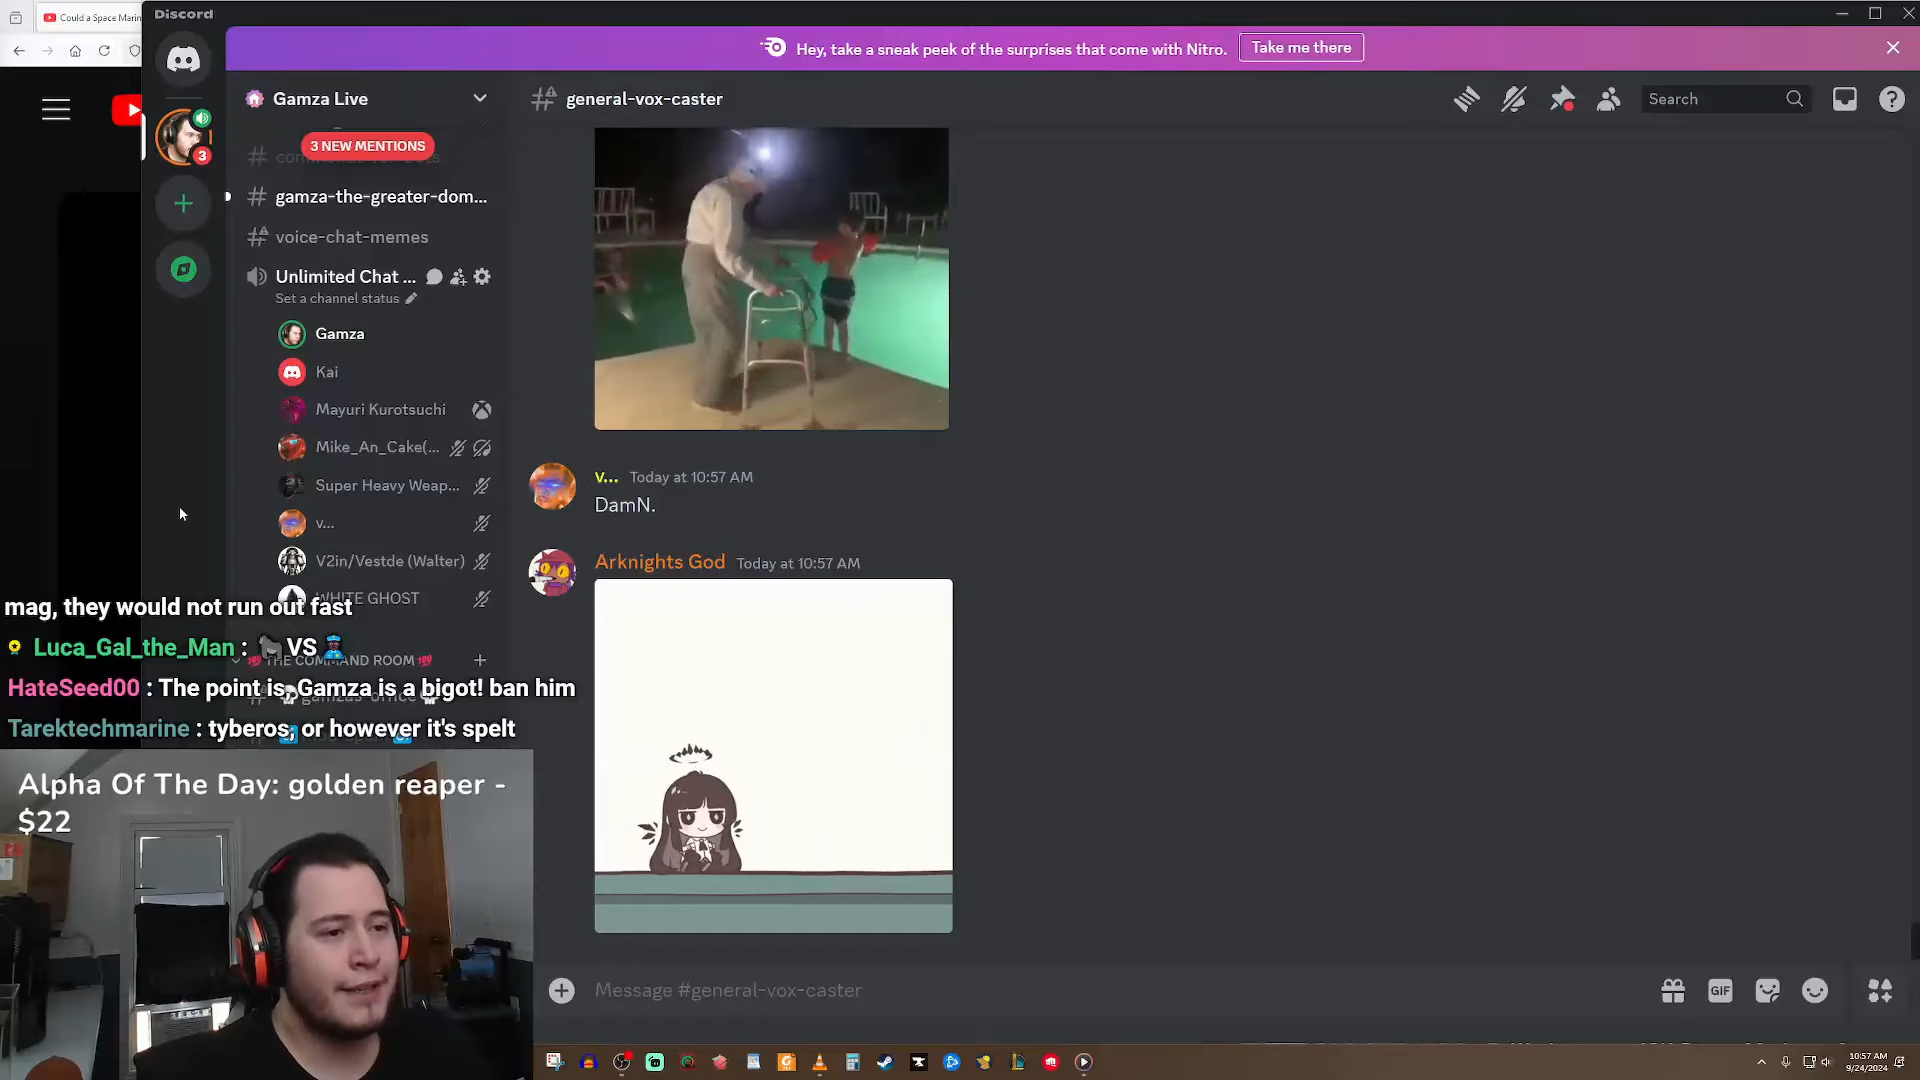 Could a Space Marin
Discord
Hey, take a sneak peek of the surprises that come with Nitro.
Take me there
Gamza Live
general-vox-caster
Search
3 NEW MENTIONS
3
gamza-the-greater-dom...
voice-chat-memes
Unlimited Chat ...
Set a channel status
Gamza
Kai
Mayuri Kurotsuchi
Mike_An_Cake(...
Super Heavy Weap...
v...
V2in/Vestde (Walter)
WHITE GHOST
💯 THE COMMAND ROOM 💯
v... Today at 10:57 AM
DamN.
Arknights God Today at 10:57 AM
mag, they would not run out fast
Luca_Gal_the_Man : 🦍 VS 👮🏿
HateSeed00 : The point is, Gamza is a bigot! ban him
Tarektechmarine : tyberos, or however it's spelt
Alpha Of The Day: golden reaper -
$22
Message #general-vox-caster
GIF
10:57 AM
9/24/2024